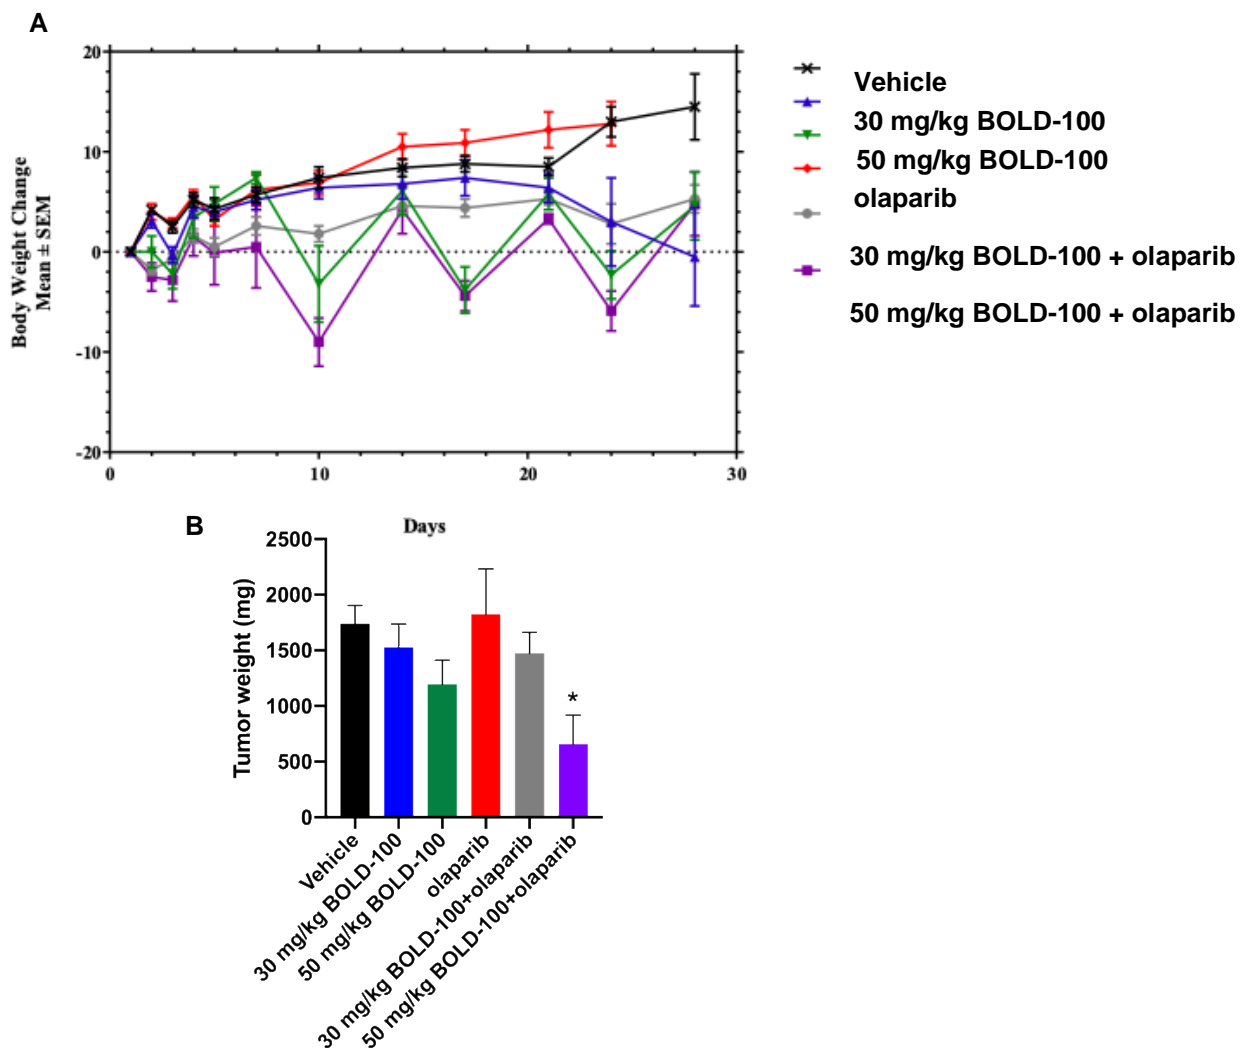 A
20
10
0
-10
-20
Body Weight Change
Mean ± SEM
0
10
20
30
Days
Vehicle
30 mg/kg BOLD-100
50 mg/kg BOLD-100
olaparib
30 mg/kg BOLD-100 + olaparib
50 mg/kg BOLD-100 + olaparib
B
2500
2000
1500
1000
500
0
Tumor weight (mg)
*
Vehicle
30 mg/kg BOLD-100
50 mg/kg BOLD-100
olaparib
30 mg/kg BOLD-100+olaparib
50 mg/kg BOLD-100+olaparib